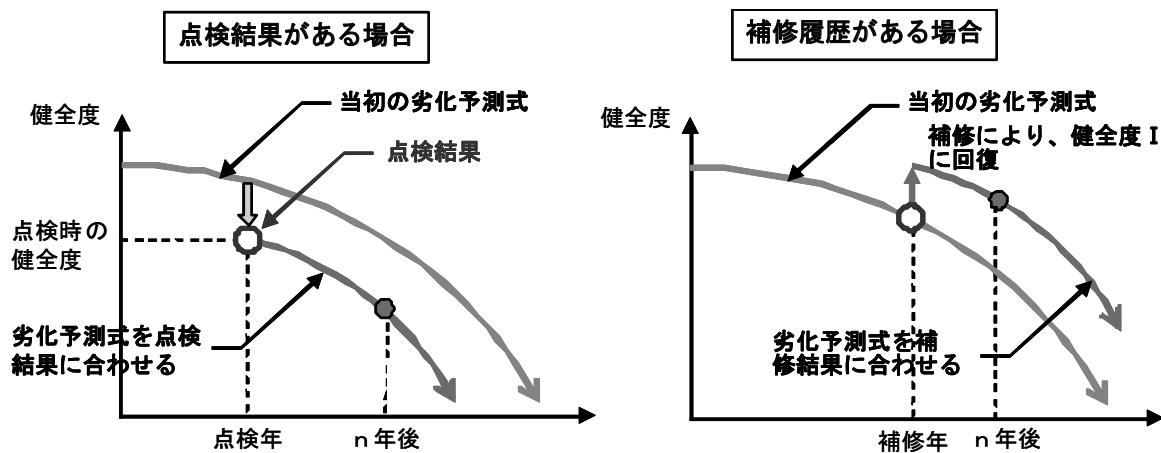 点検結果がある場合
当初の劣化予測式
健全度
点検結果
点検時の
健全度
劣化予測式を点検
結果に合わせる
点検年
n年後
補修履歴がある場合
当初の劣化予測式
健全度
補修により、健全度Ⅰ
に回復
劣化予測式を補
修結果に合わせる
補修年
n年後